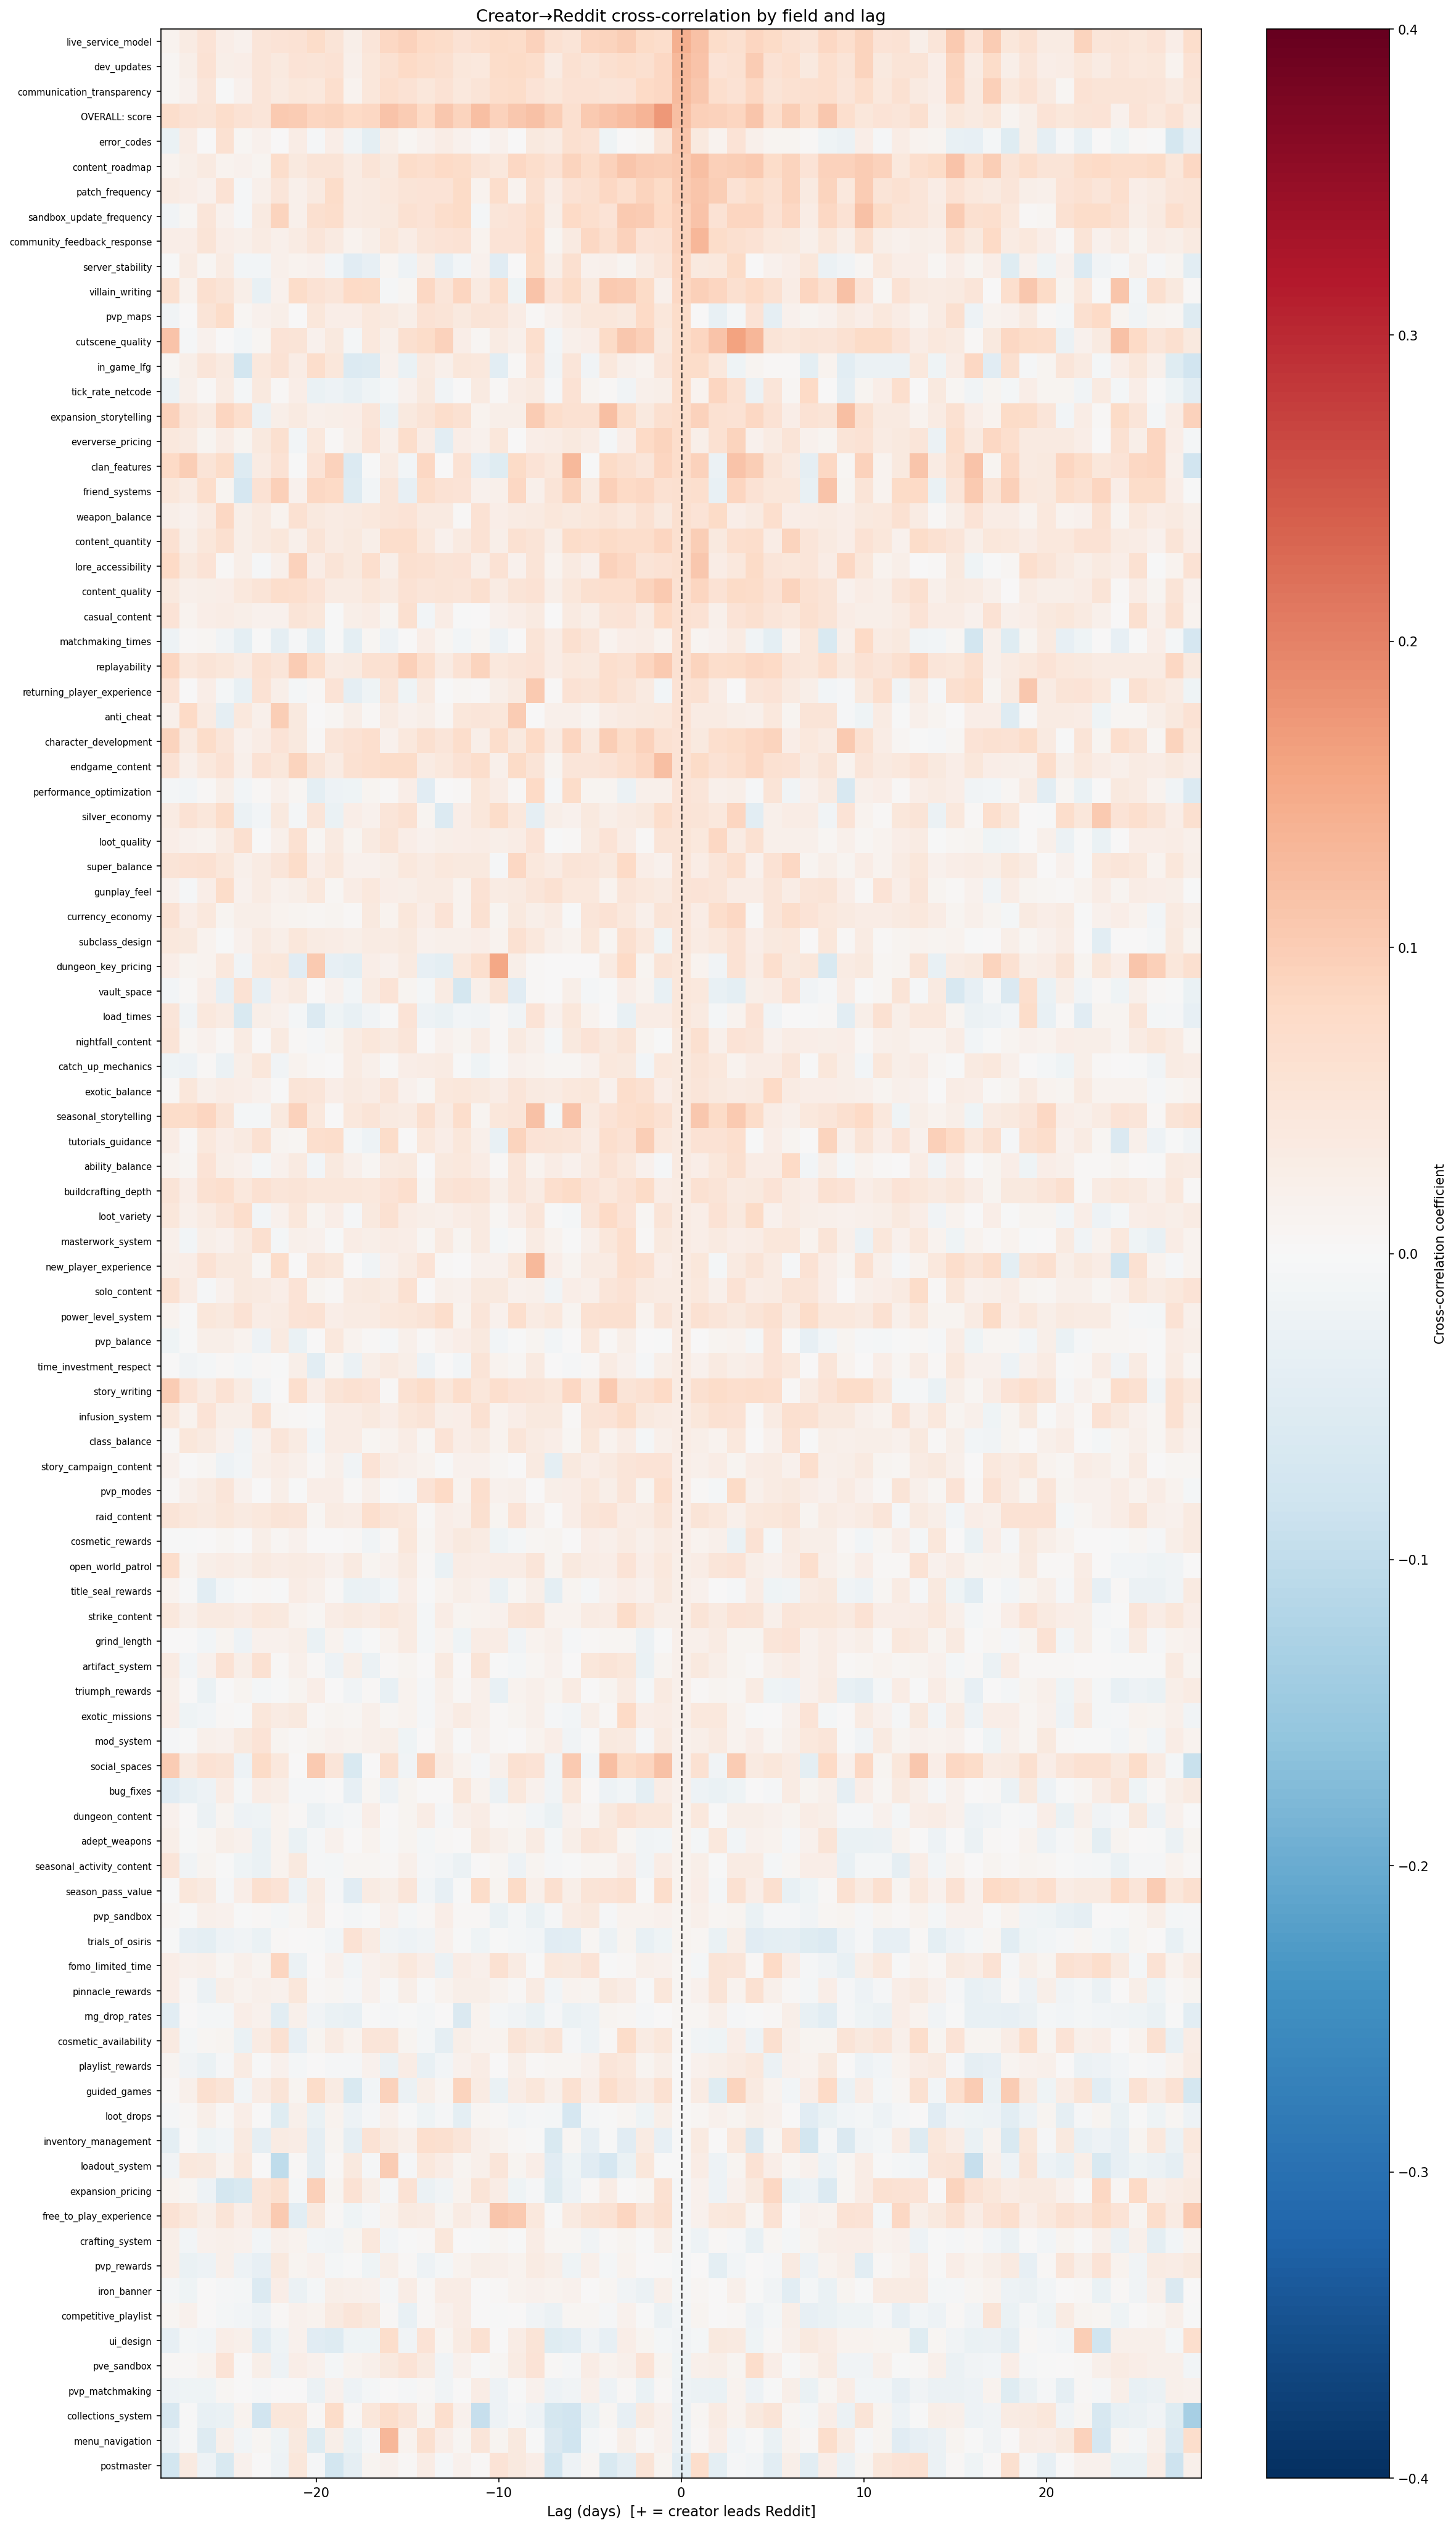 Creator→Reddit cross-correlation by field and lag
live_service_model
dev_updates
communication_transparency
OVERALL: score
error_codes
content_roadmap
patch_frequency
sandbox_update_frequency
community_feedback_response
server_stability
villain_writing
pvp_maps
cutscene_quality
in_game_lfg
tick_rate_netcode
expansion_storytelling
eververse_pricing
clan_features
friend_systems
weapon_balance
content_quantity
lore_accessibility
content_quality
casual_content
matchmaking_times
replayability
returning_player_experience
anti_cheat
character_development
endgame_content
performance_optimization
silver_economy
loot_quality
super_balance
gunplay_feel
currency_economy
subclass_design
dungeon_key_pricing
vault_space
load_times
nightfall_content
catch_up_mechanics
exotic_balance
seasonal_storytelling
tutorials_guidance
ability_balance
buildcrafting_depth
loot_variety
masterwork_system
new_player_experience
solo_content
power_level_system
pvp_balance
time_investment_respect
story_writing
infusion_system
class_balance
story_campaign_content
pvp_modes
raid_content
cosmetic_rewards
open_world_patrol
title_seal_rewards
strike_content
grind_length
artifact_system
triumph_rewards
exotic_missions
mod_system
social_spaces
bug_fixes
dungeon_content
adept_weapons
seasonal_activity_content
season_pass_value
pvp_sandbox
trials_of_osiris
fomo_limited_time
pinnacle_rewards
rng_drop_rates
cosmetic_availability
playlist_rewards
guided_games
loot_drops
inventory_management
loadout_system
expansion_pricing
free_to_play_experience
crafting_system
pvp_rewards
iron_banner
competitive_playlist
ui_design
pve_sandbox
pvp_matchmaking
collections_system
menu_navigation
postmaster
−20
−10
0
10
20
Lag (days)  [+ = creator leads Reddit]
0.4
0.3
0.2
0.1
0.0
−0.1
−0.2
−0.3
−0.4
Cross-correlation coefficient